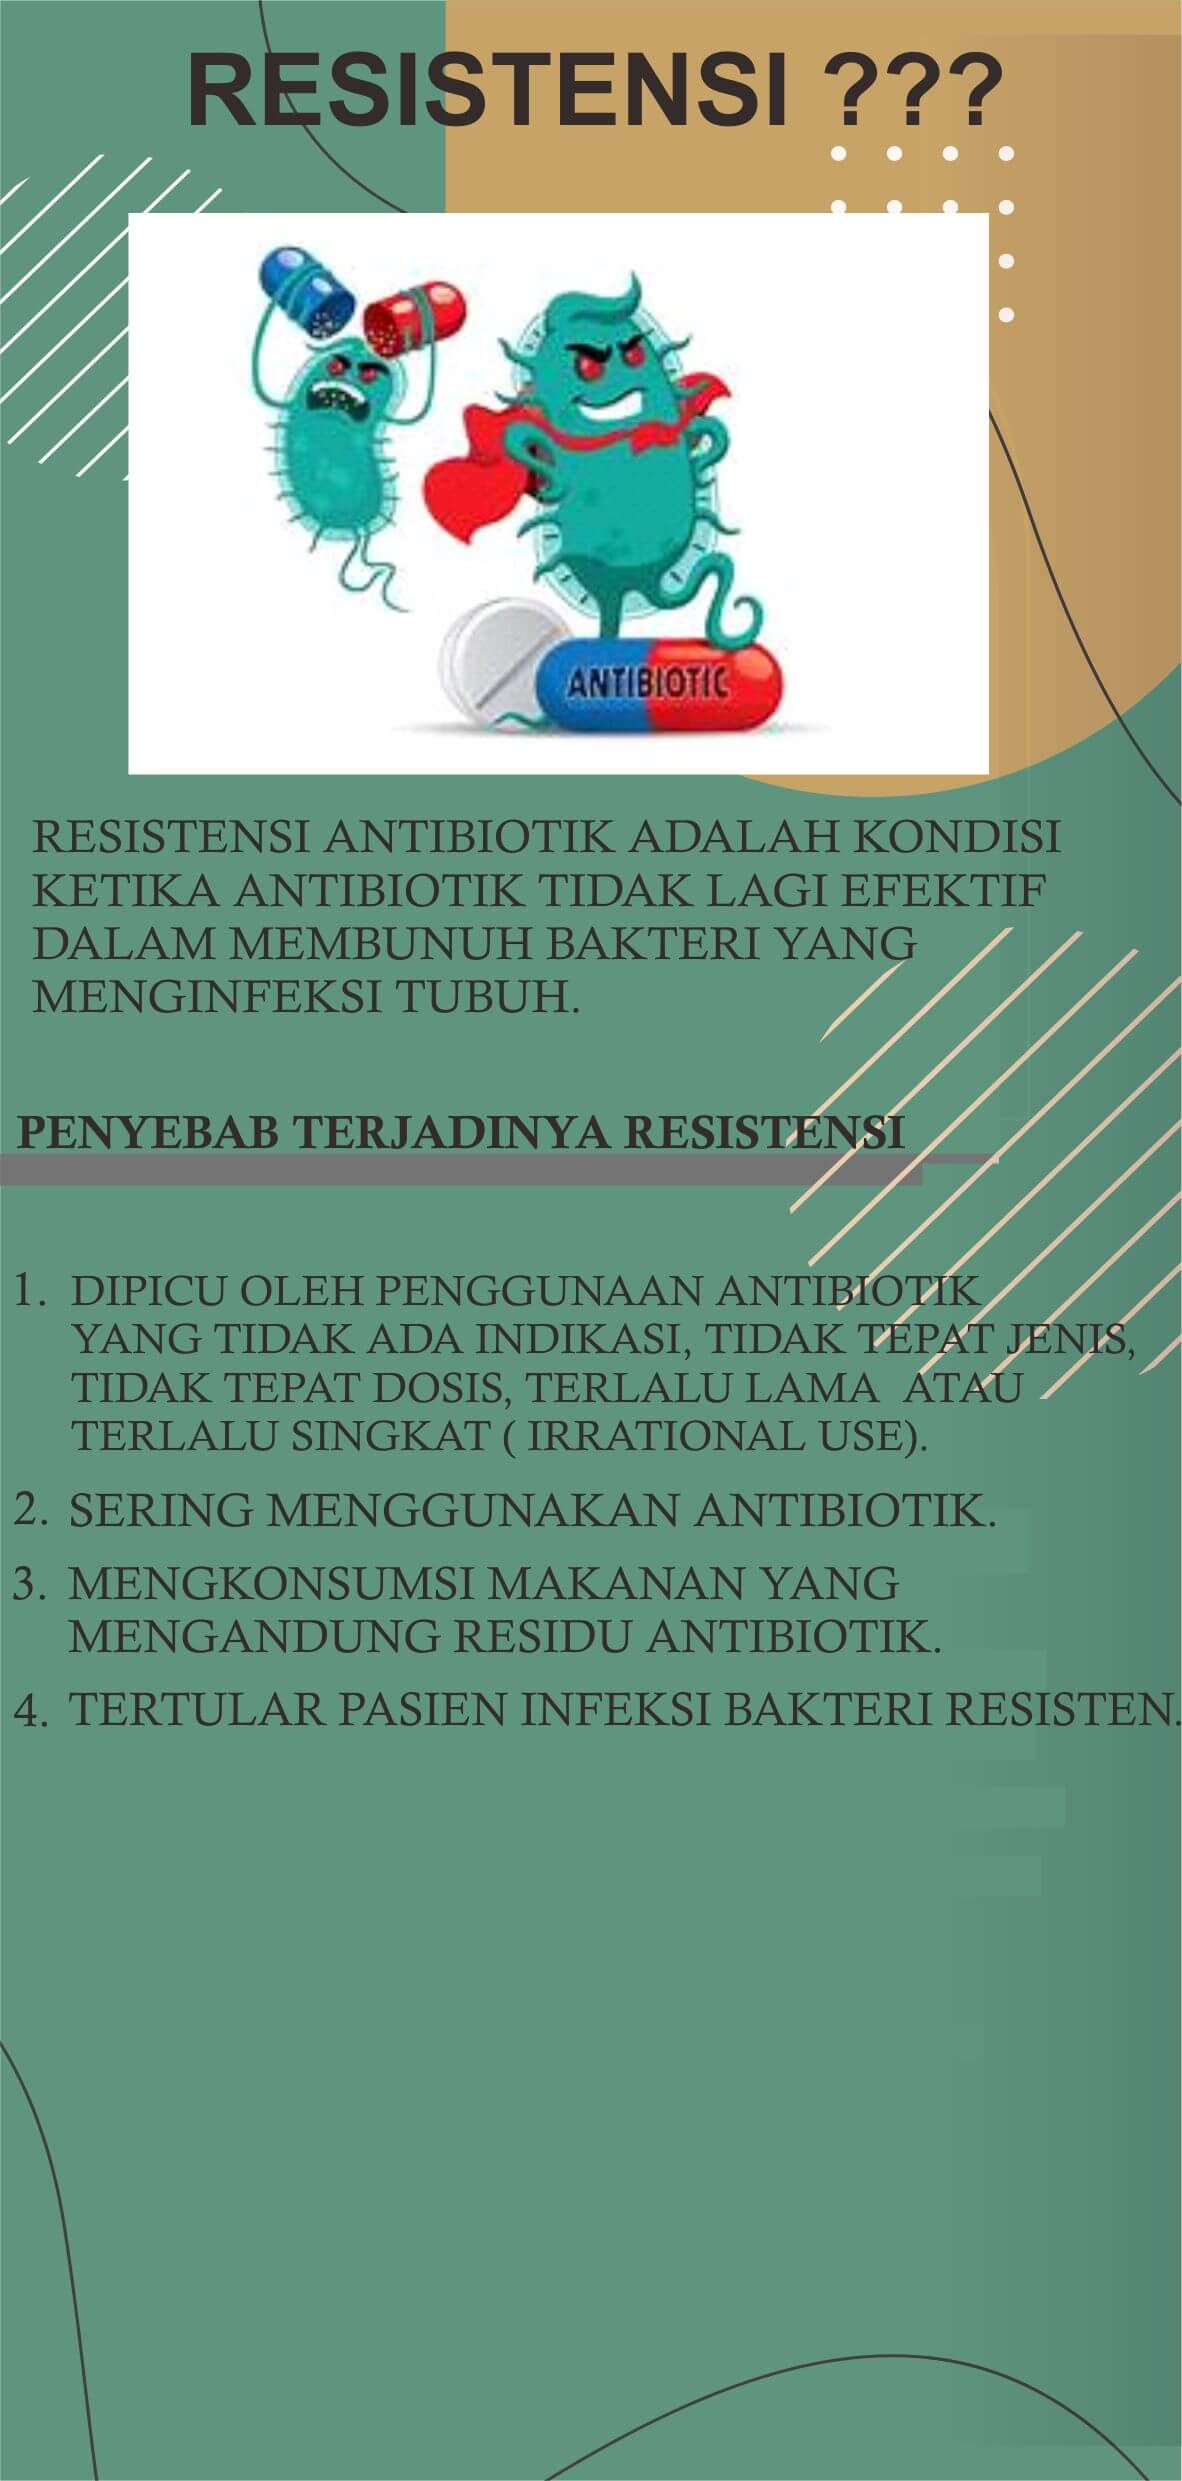 RESISTENSI ???
ANTIBIOTIC
RESISTENSI ANTIBIOTIK ADALAH KONDISI
KETIKA ANTIBIOTIK TIDAK LAGI EFEKTIF
DALAM MEMBUNUH BAKTERI YANG
MENGINFEKSI TUBUH.
PENYEBAB TERJADINYA RESISTENSI
1. DIPICU OLEH PENGGUNAAN ANTIBIOTIK
YANG TIDAK ADA INDIKASI, TIDAK TEPAT JENIS,
TIDAK TEPAT DOSIS, TERLALU LAMA ATAU
TERLALU SINGKAT ( IRRATIONAL USE).
2. SERING MENGGUNAKAN ANTIBIOTIK.
3. MENGKONSUMSI MAKANAN YANG
MENGANDUNG RESIDU ANTIBIOTIK.
4. TERTULAR PASIEN INFEKSI BAKTERI RESISTEN.